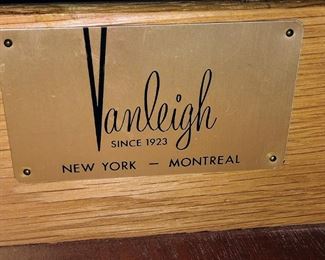 Vanleigh
SINCE 1923
NEW YORK – MONTREAL